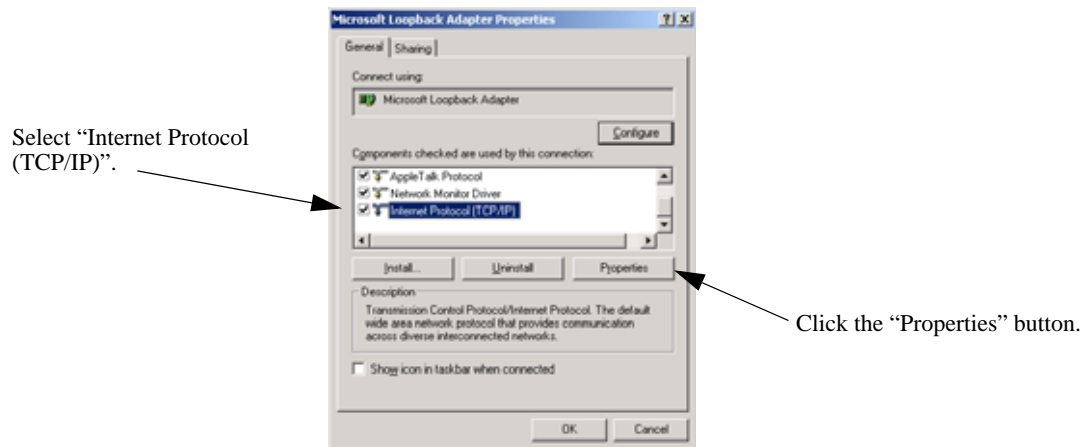 Microsoft Loopback Adapter Properties
General
Sharing
Connect using:
Microsoft Loopback Adapter
Configure
Select “Internet Protocol
(TCP/IP)”.
Components checked are used by this connection:
AppleTalk Protocol
Network Monitor Driver
Internet Protocol (TCP/IP)
Install...
Uninstall
Properties
Description
Transmission Control Protocol/Internet Protocol. The default
wide area network protocol that provides communication
across diverse interconnected networks.
Click the “Properties” button.
Show icon in taskbar when connected
OK
Cancel